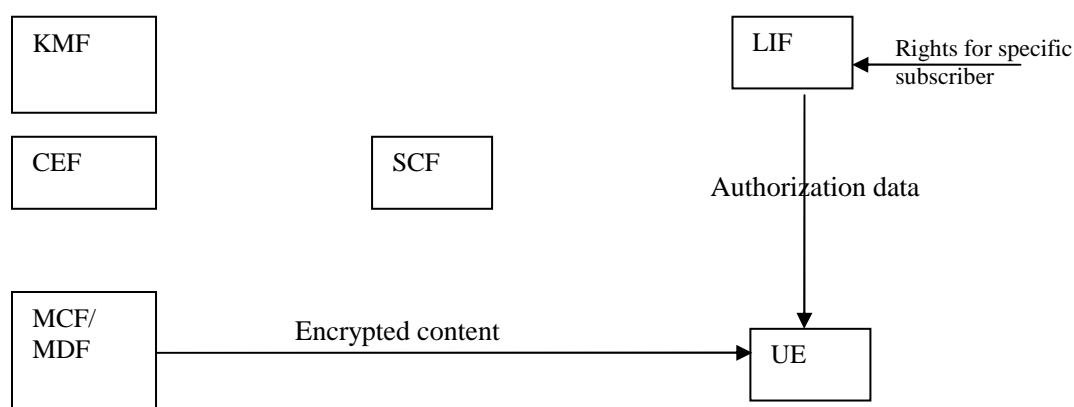 KMF
LIF
Rights for specific
subscriber
CEF
SCF
Authorization data
MCF/
MDF
Encrypted content
UE